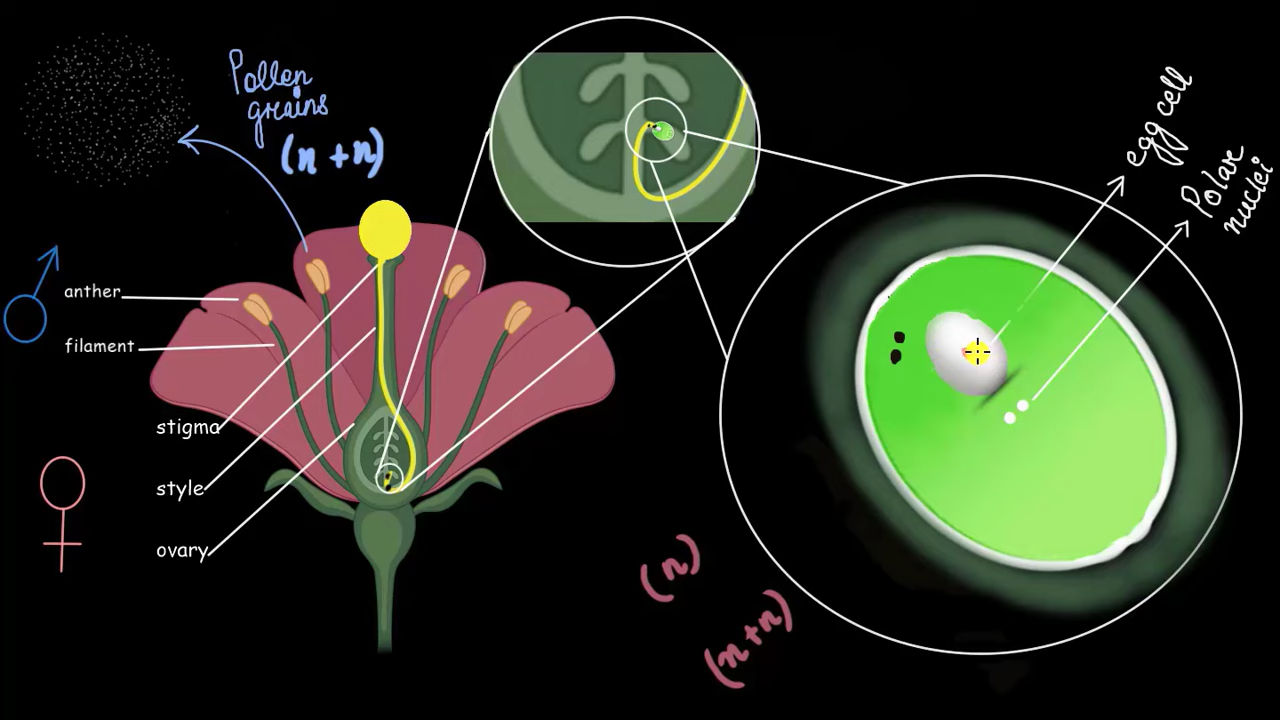 Pollen
grains
(n + n)
anther
filament
stigma
style
ovary
egg cell
Polar
nuclei
(n)
(n+n)